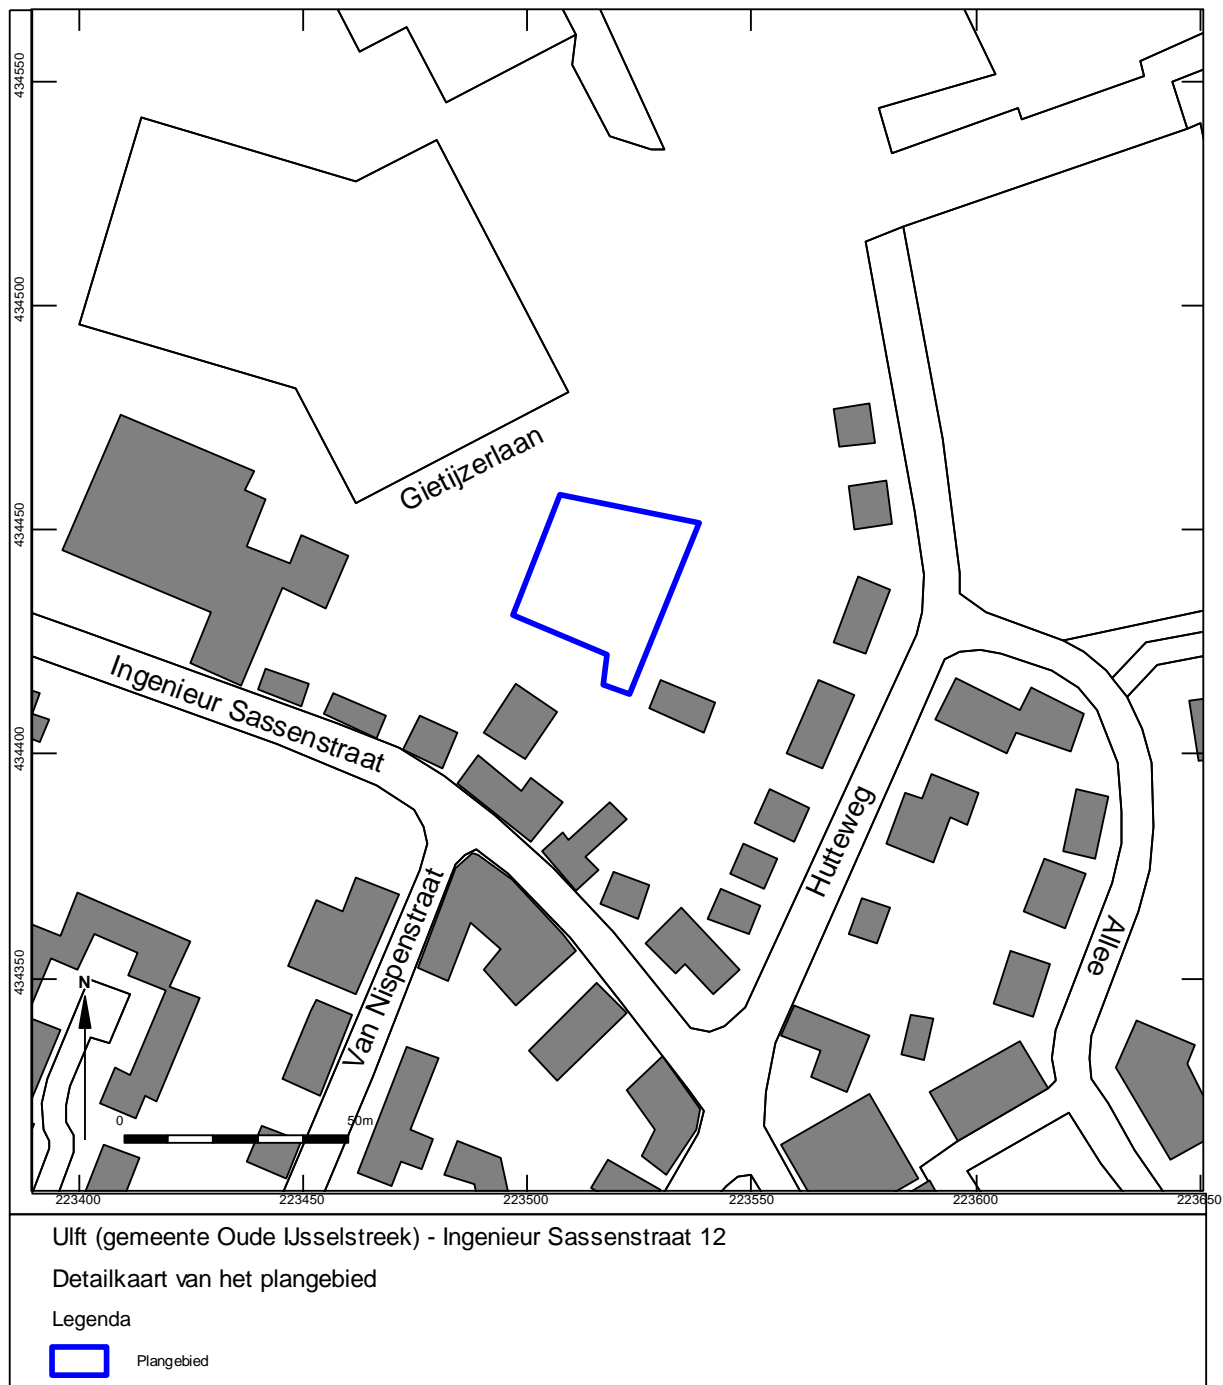 434550
434500
434450
434400
434350
Gietijzerlaan
Ingenieur Sassenstraat
Hutteweg
Van Nispenstraat
Allee
N
0
50m
223400
223450
223500
223550
223600
223650
Ulft (gemeente Oude IJsselstreek) - Ingenieur Sassenstraat 12
Detailkaart van het plangebied
Legenda
Plangebied